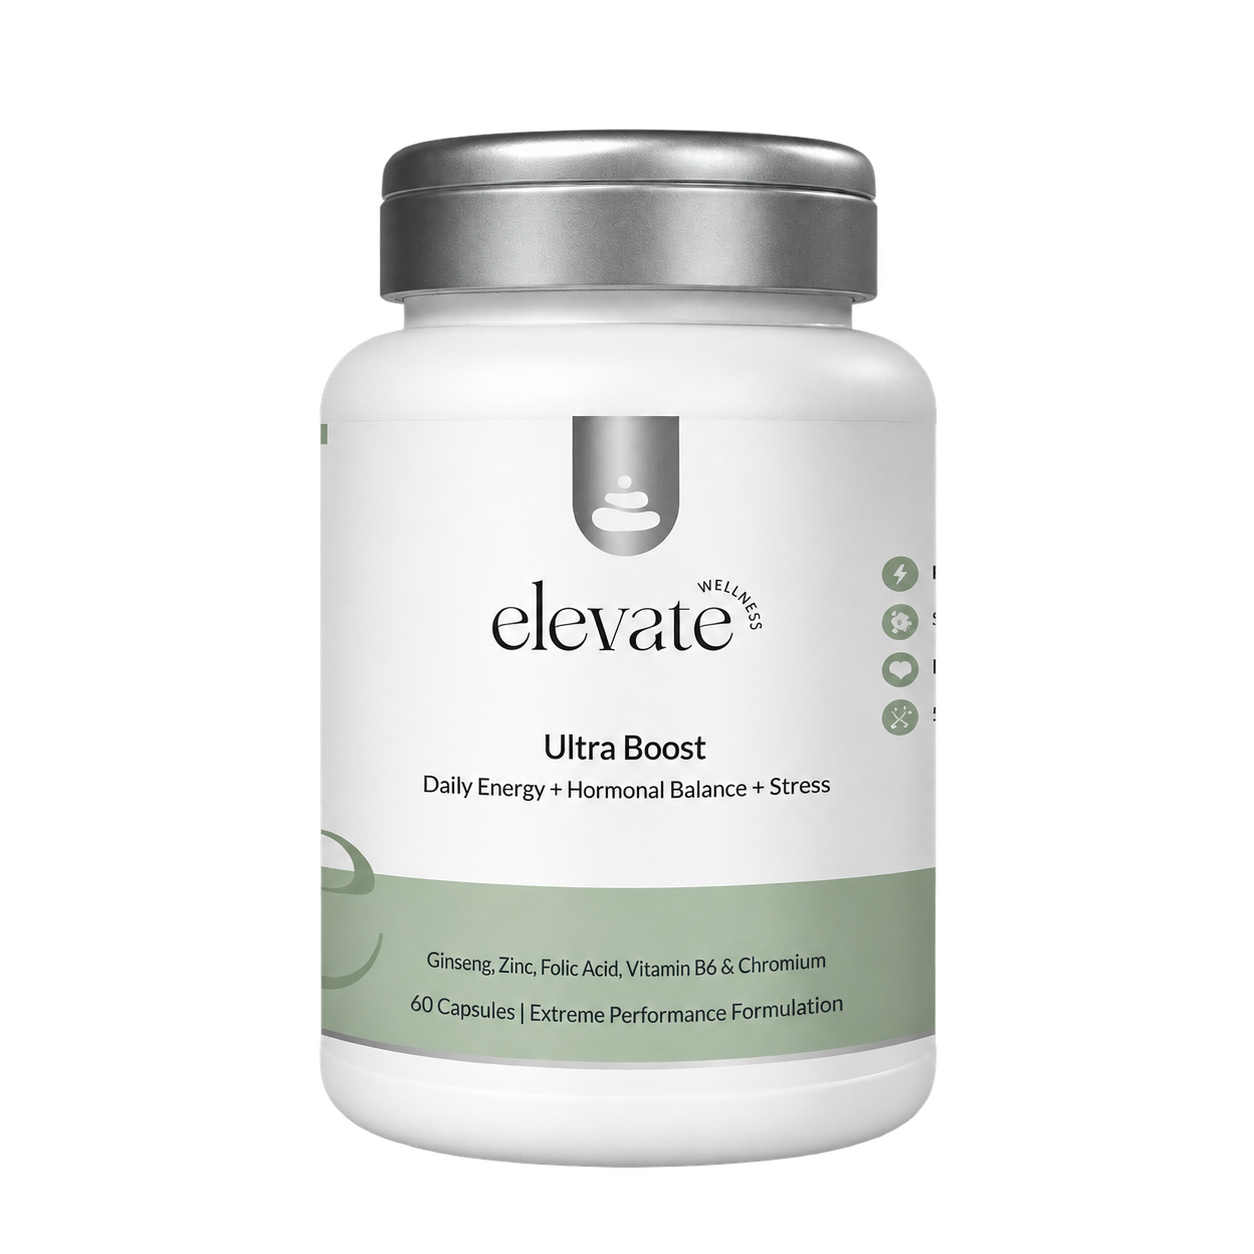 elevate
WELLNESS
Ultra Boost
Daily Energy + Hormonal Balance + Stress
Ginseng, Zinc, Folic Acid, Vitamin B6 & Chromium
60 Capsules | Extreme Performance Formulation